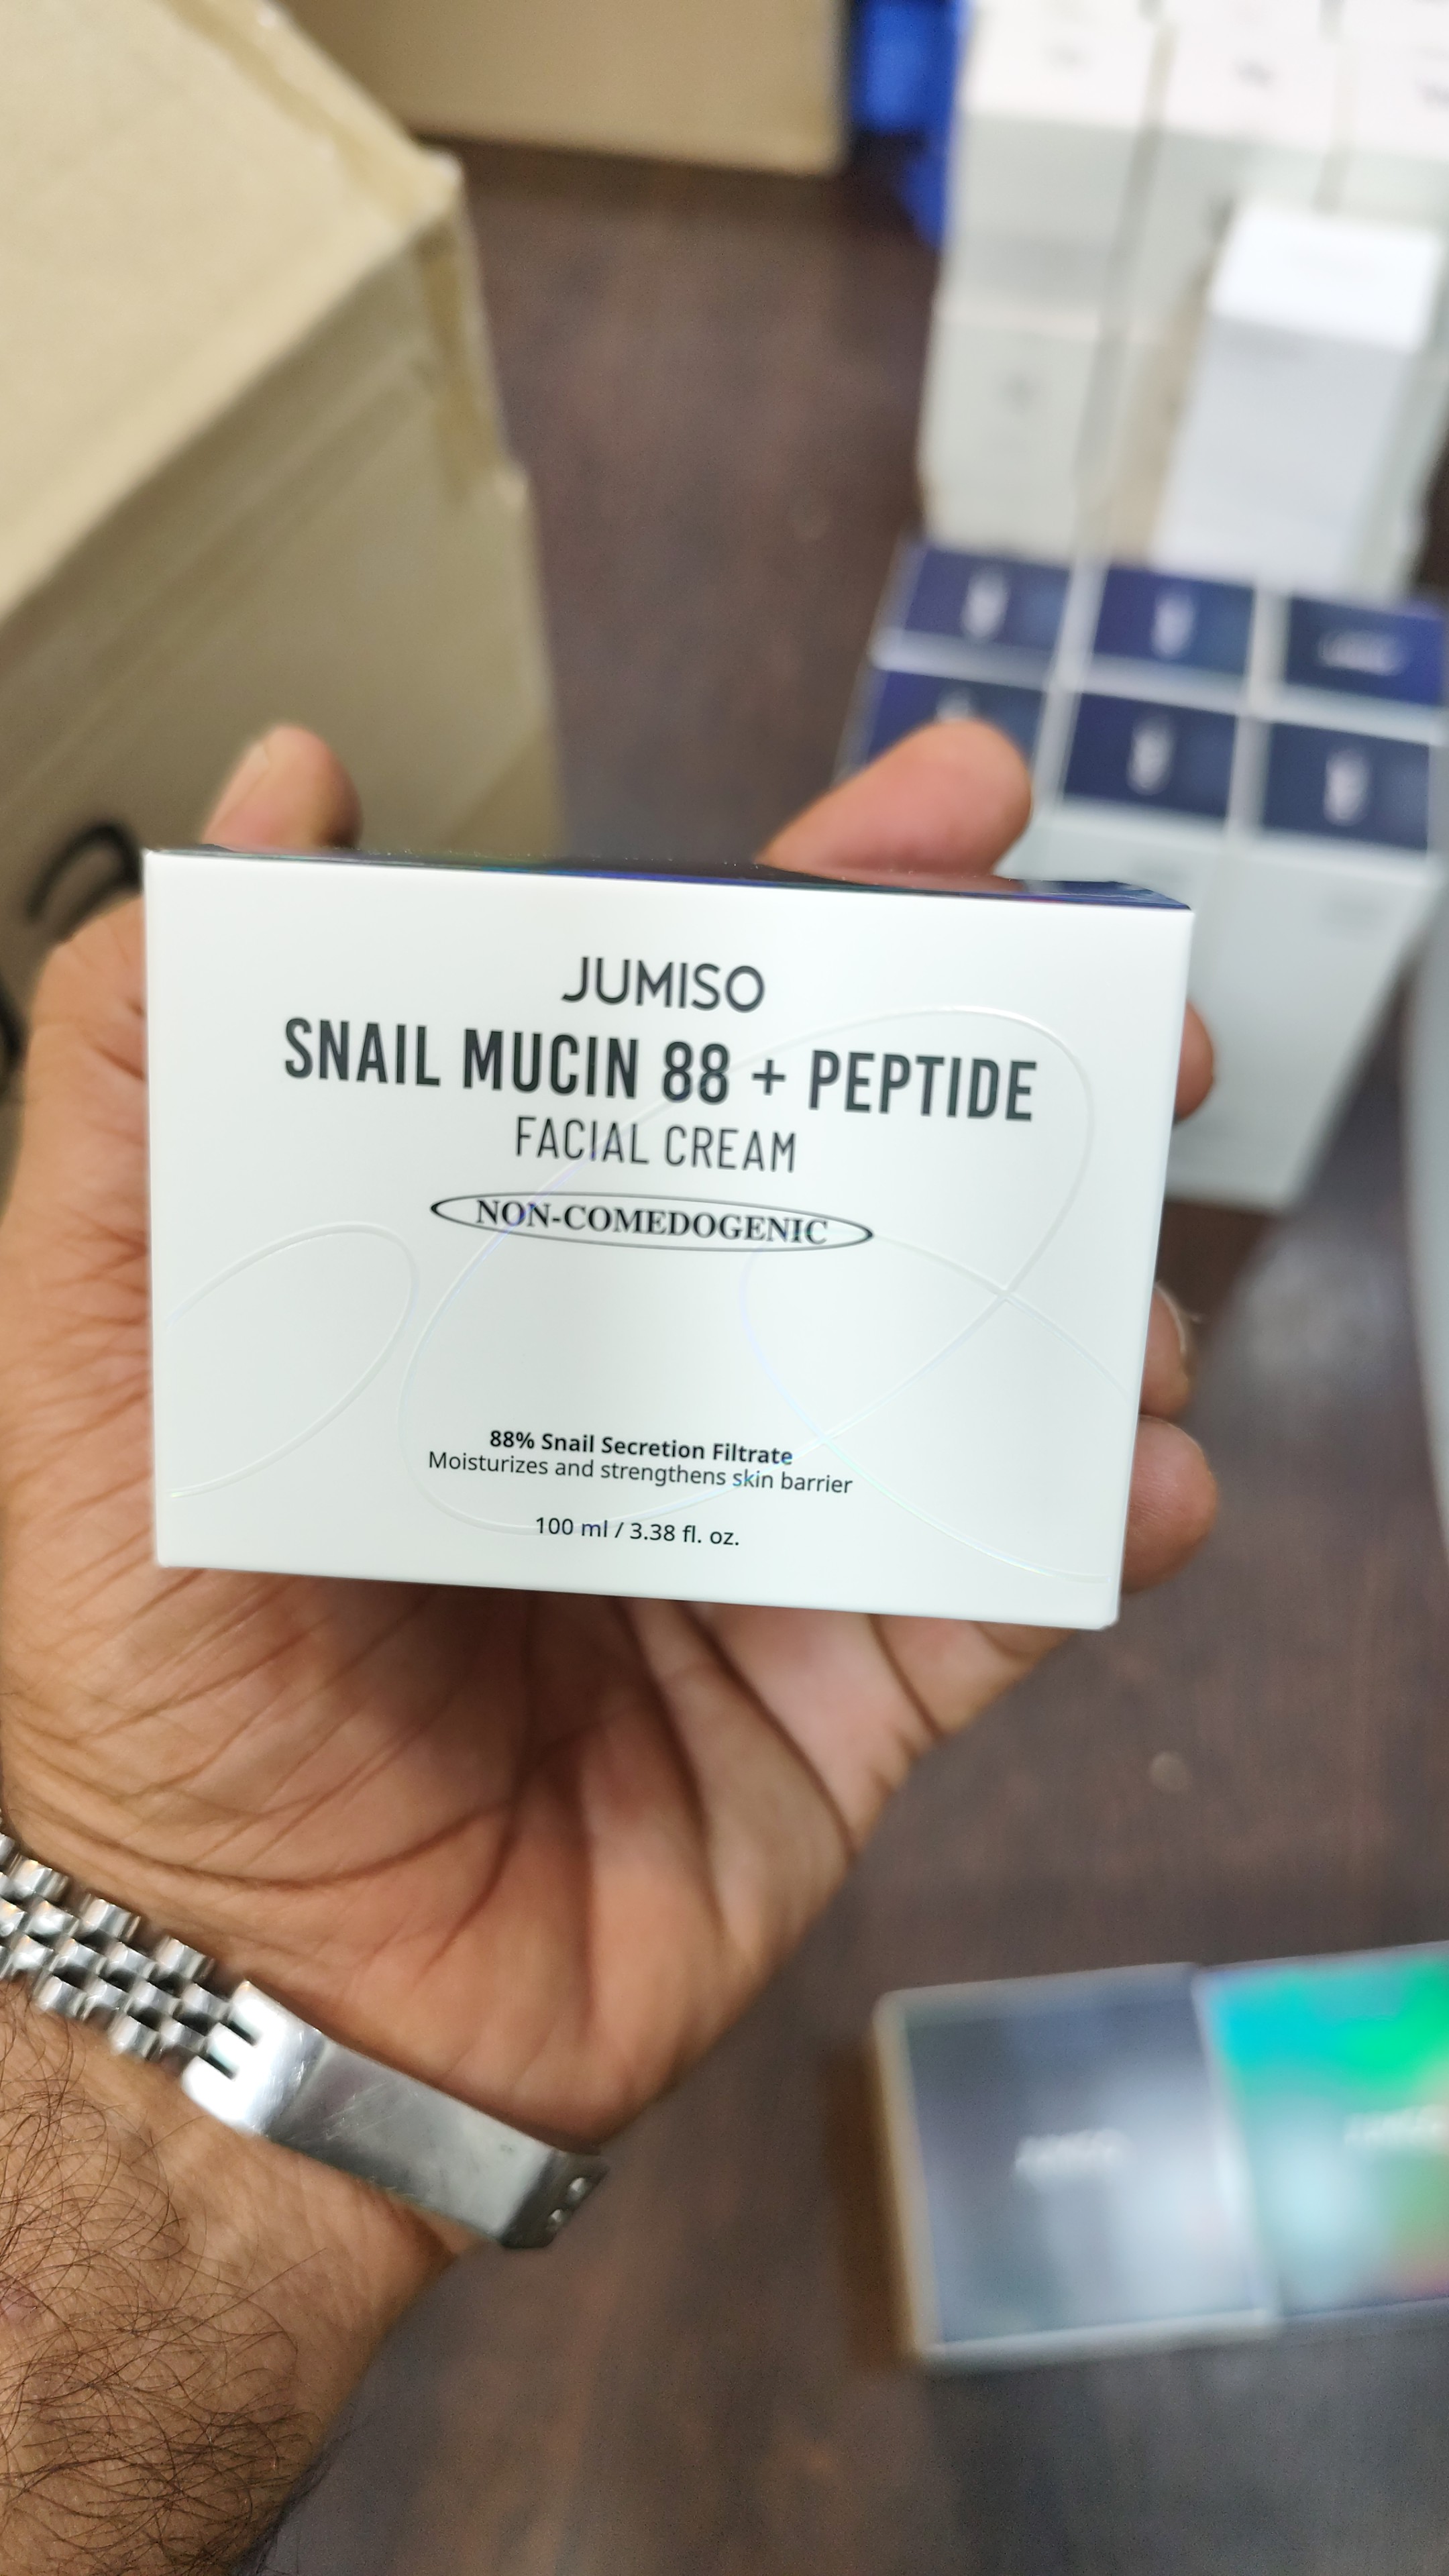 JUMISO
SNAIL MUCIN 88 + PEPTIDE
FACIAL CREAM
NON-COMEDOGENIC
88% Snail Secretion Filtrate
Moisturizes and strengthens skin barrier
100 ml / 3.38 fl. oz.